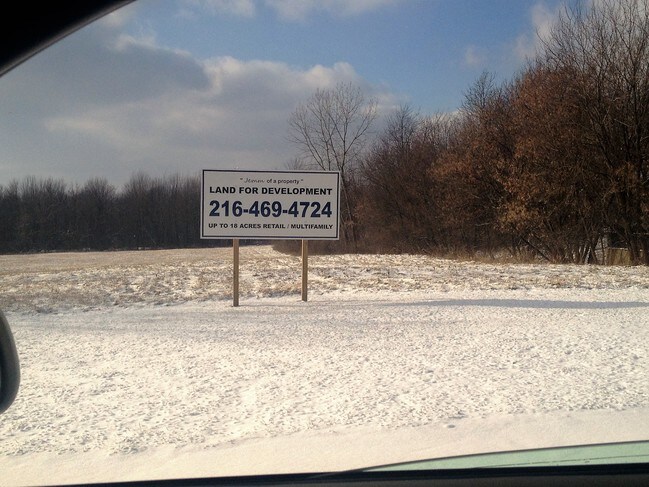 " of a property "
LAND FOR DEVELOPMENT
216-469-4724
UP TO 18 ACRES RETAIL / MULTIFAMILY